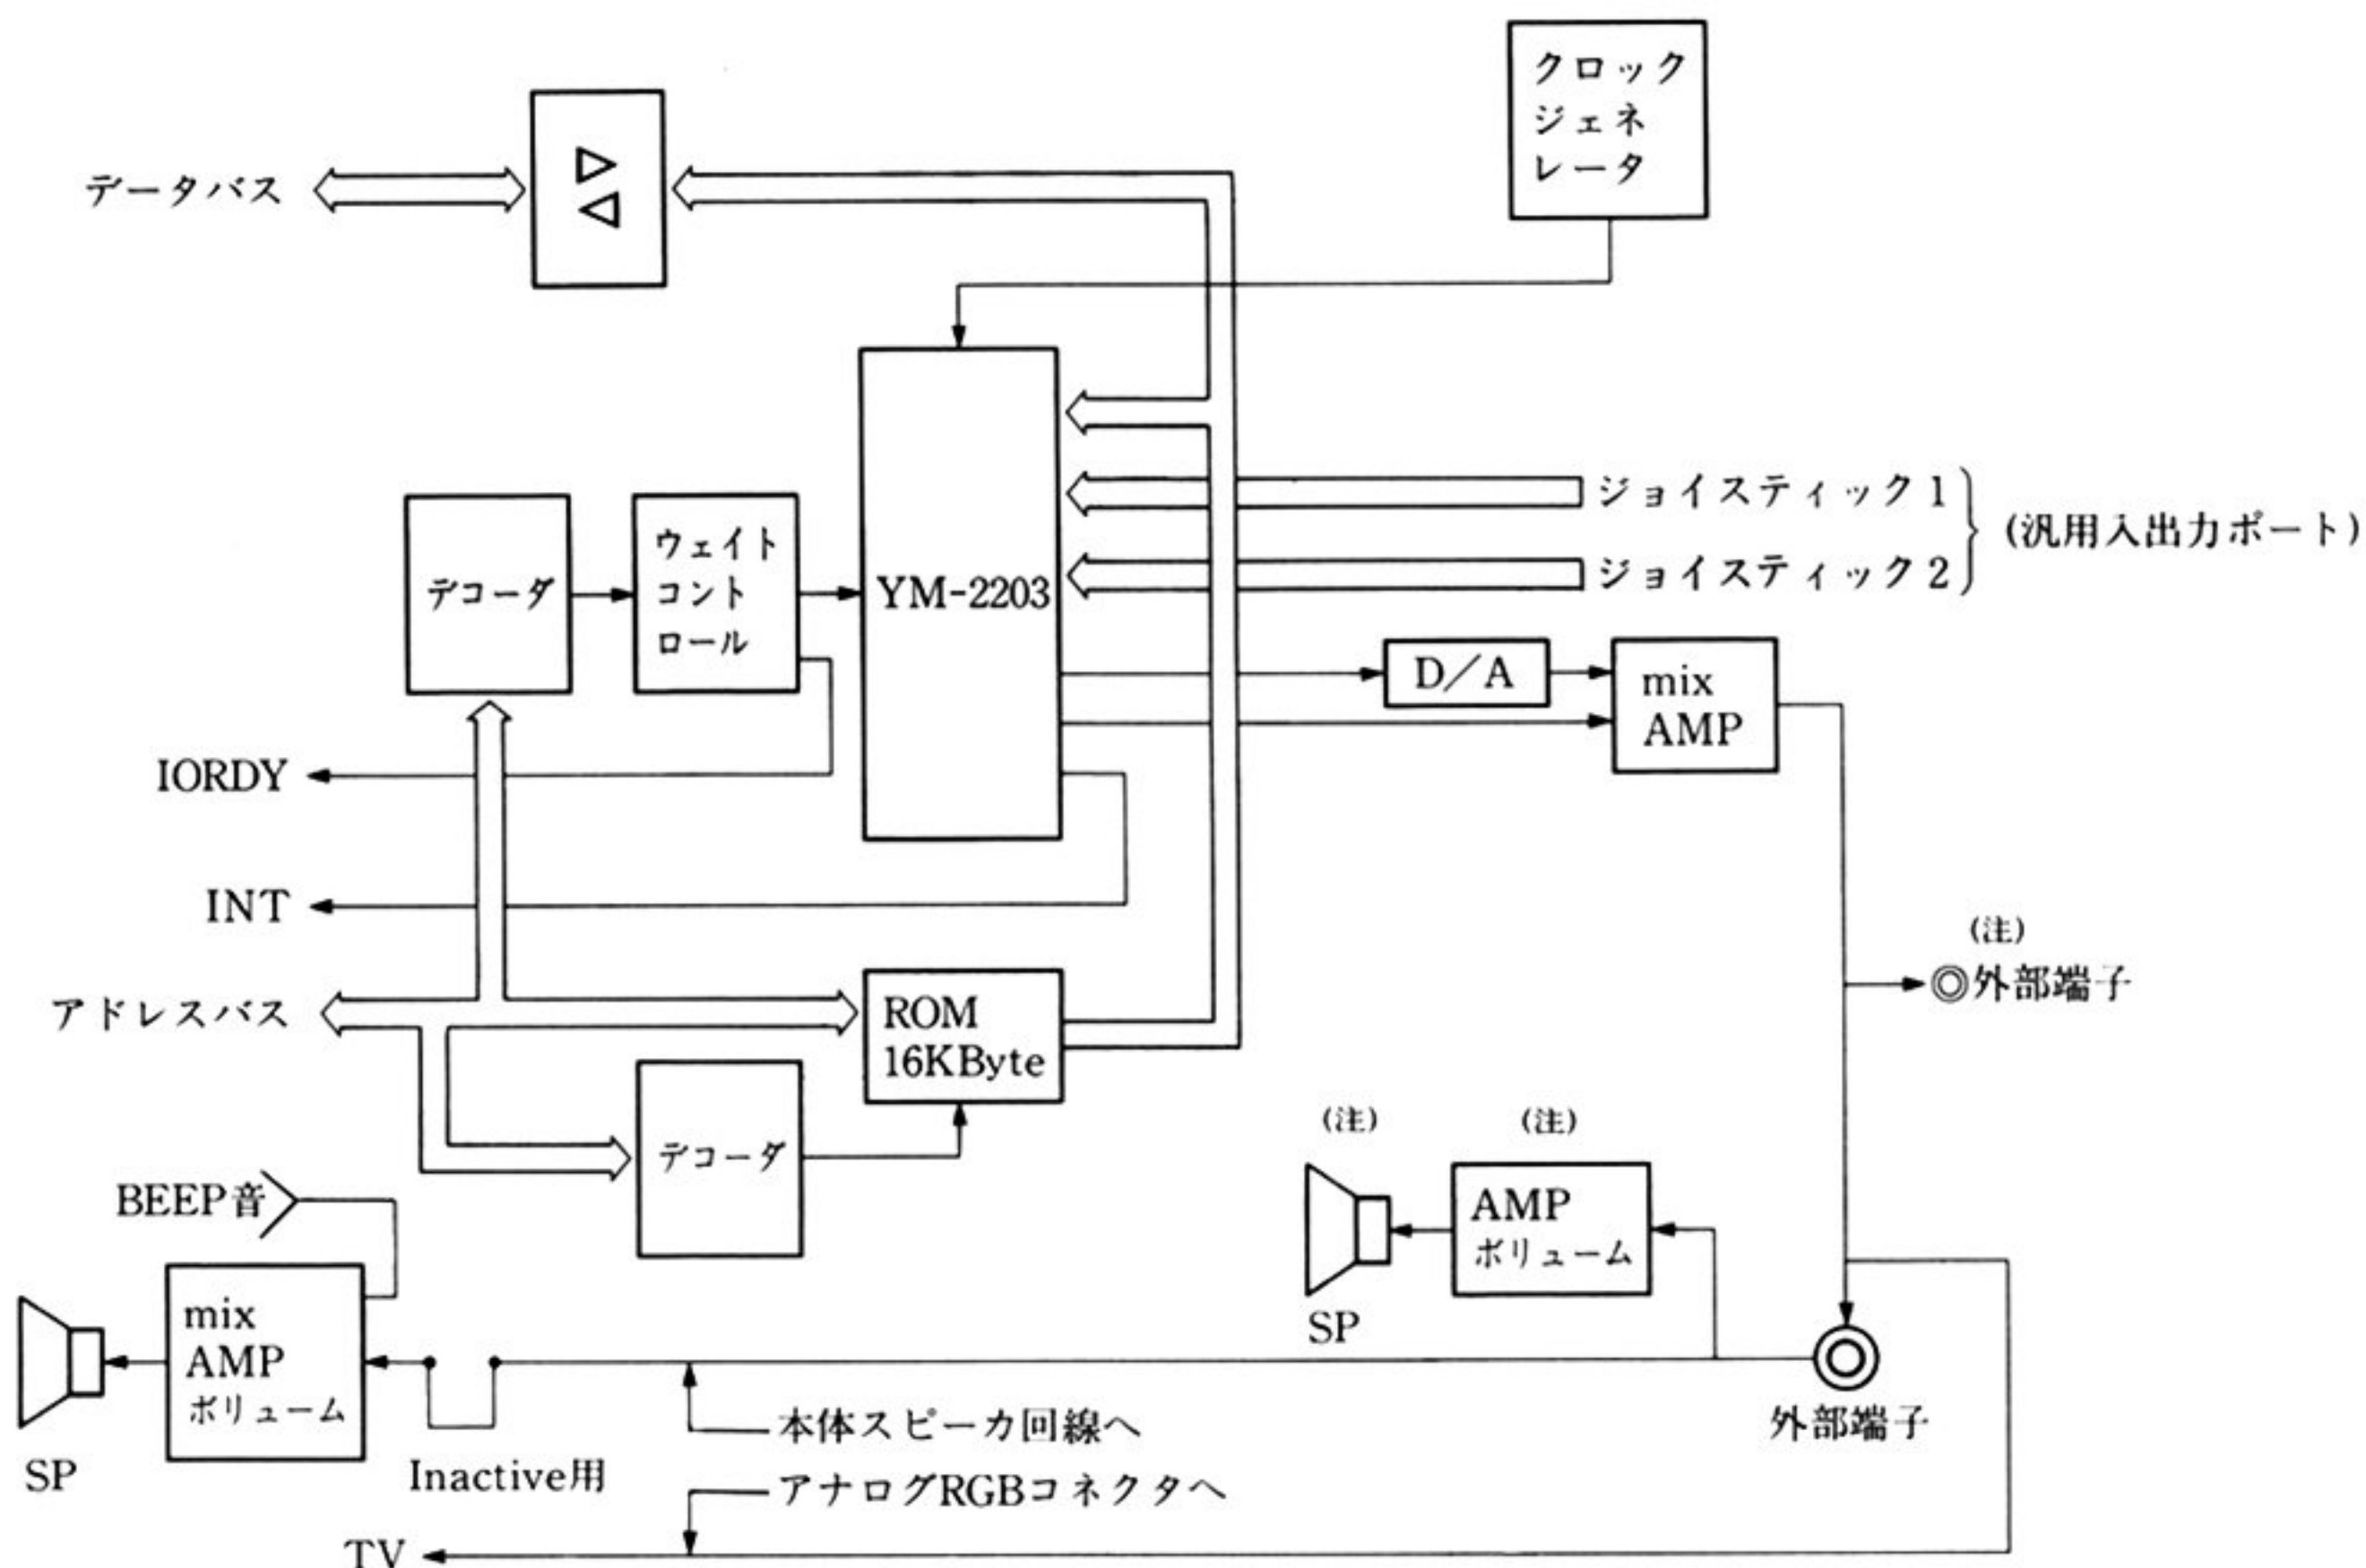 クロック
ジェネ
レータ
データバス
デコーダ
ウェイト
コント
ロール
YM-2203
ジョイスティック1
ジョイスティック2
(汎用入出力ポート)
D/A
mix
AMP
IORDY
INT
(注)
◎外部端子
アドレスバス
ROM
16KByte
デコーダ
(注)
(注)
BEEP音
AMP
ボリューム
SP
mix
AMP
ボリューム
SP
Inactive用
本体スピーカ回線へ
アナログRGBコネクタへ
外部端子
TV